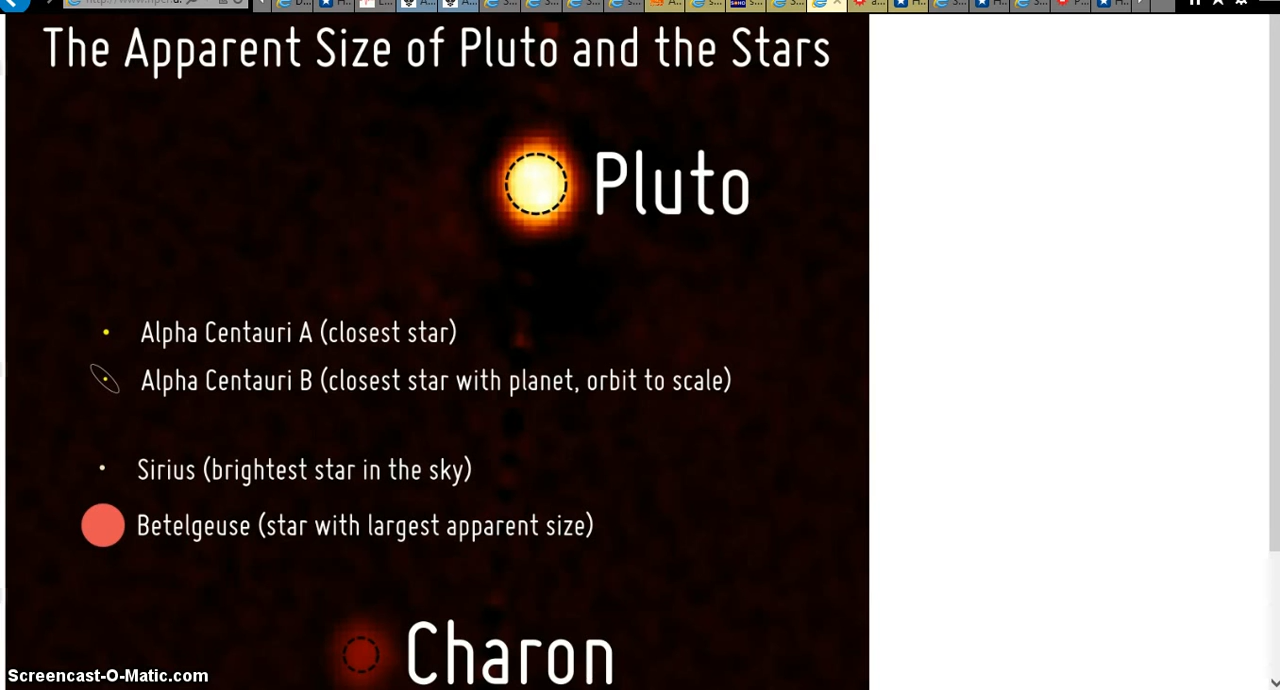 The Apparent Size of Pluto and the Stars
Pluto
Alpha Centauri A (closest star)
Alpha Centauri B (closest star with planet, orbit to scale)
Sirius (brightest star in the sky)
Betelgeuse (star with largest apparent size)
Charon
Screencast-O-Matic.com